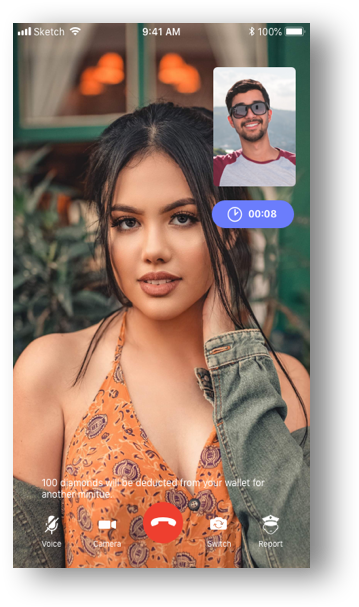 Sketch 9:41 AM 100%
00:08
100 diamonds will be deducted from your wallet for
another minitue.
Voice Camera Switch Report